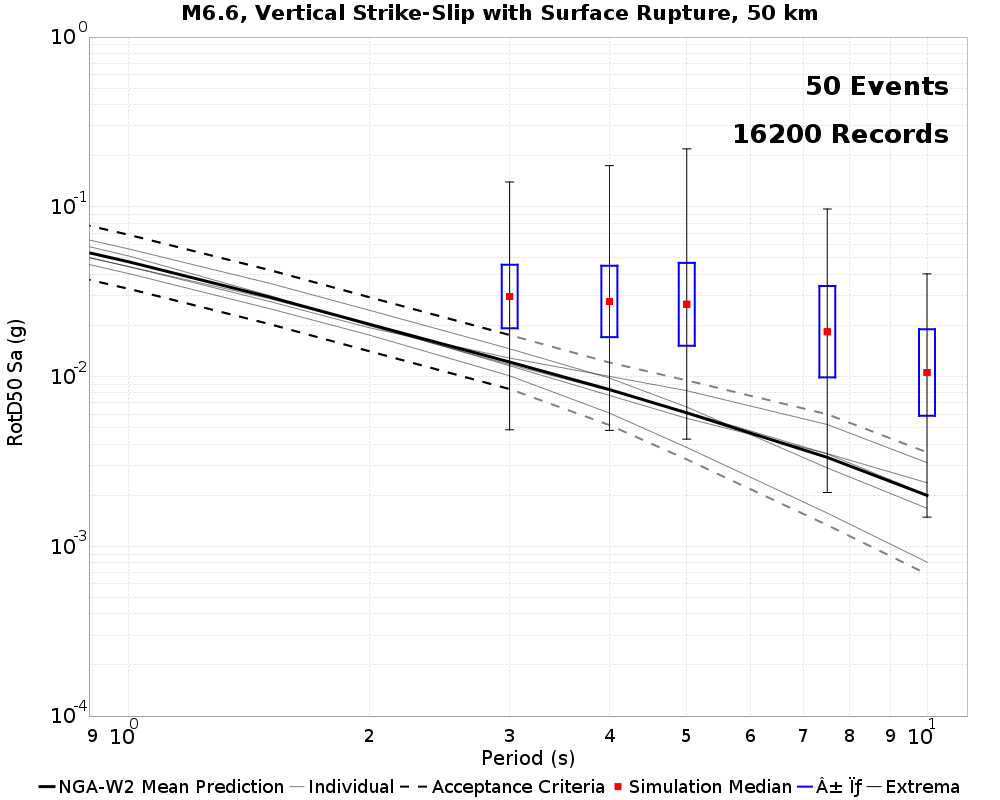 M6.6, Vertical Strike-Slip with Surface Rupture, 50 km
50 Events
16200 Records
RotD50 Sa (g)
10^0
10^-1
10^-2
10^-3
10^-4
9 10^0 2 3 4 5 6 7 8 9 10^1
Period (s)
NGA-W2 Mean Prediction Individual Acceptance Criteria Simulation Median Â± Ïƒ Extrema